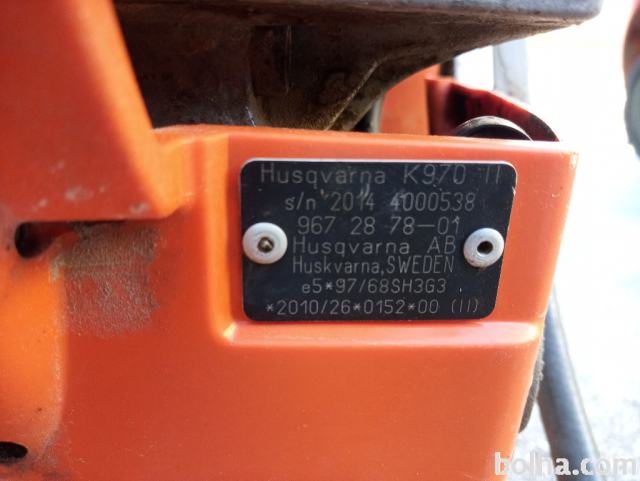 Husqvarna K970 II
s/n 2014 4000538
967 28 78-01
Husqvarna AB
Huskvarna,SWEDEN
e5*97/68SH3G3
*2010/26*0152*00 (II)
bolha.com